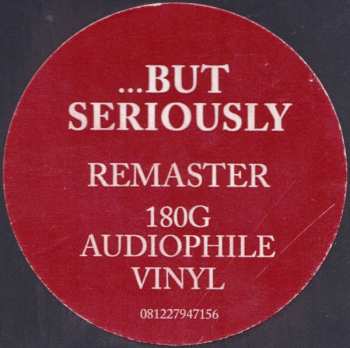 ...BUT
SERIOUSLY
REMASTER
180G
AUDIOPHILE
VINYL
081227947156